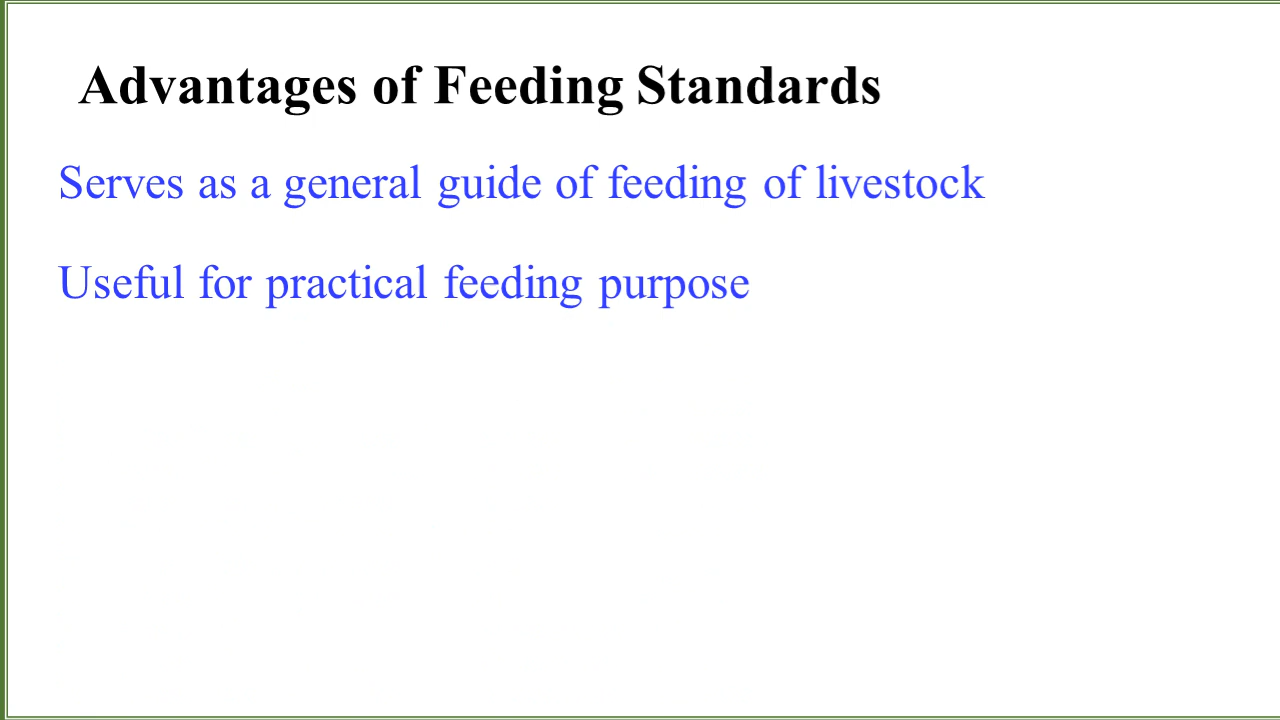 Advantages of Feeding Standards
Serves as a general guide of feeding of livestock
Useful for practical feeding purpose